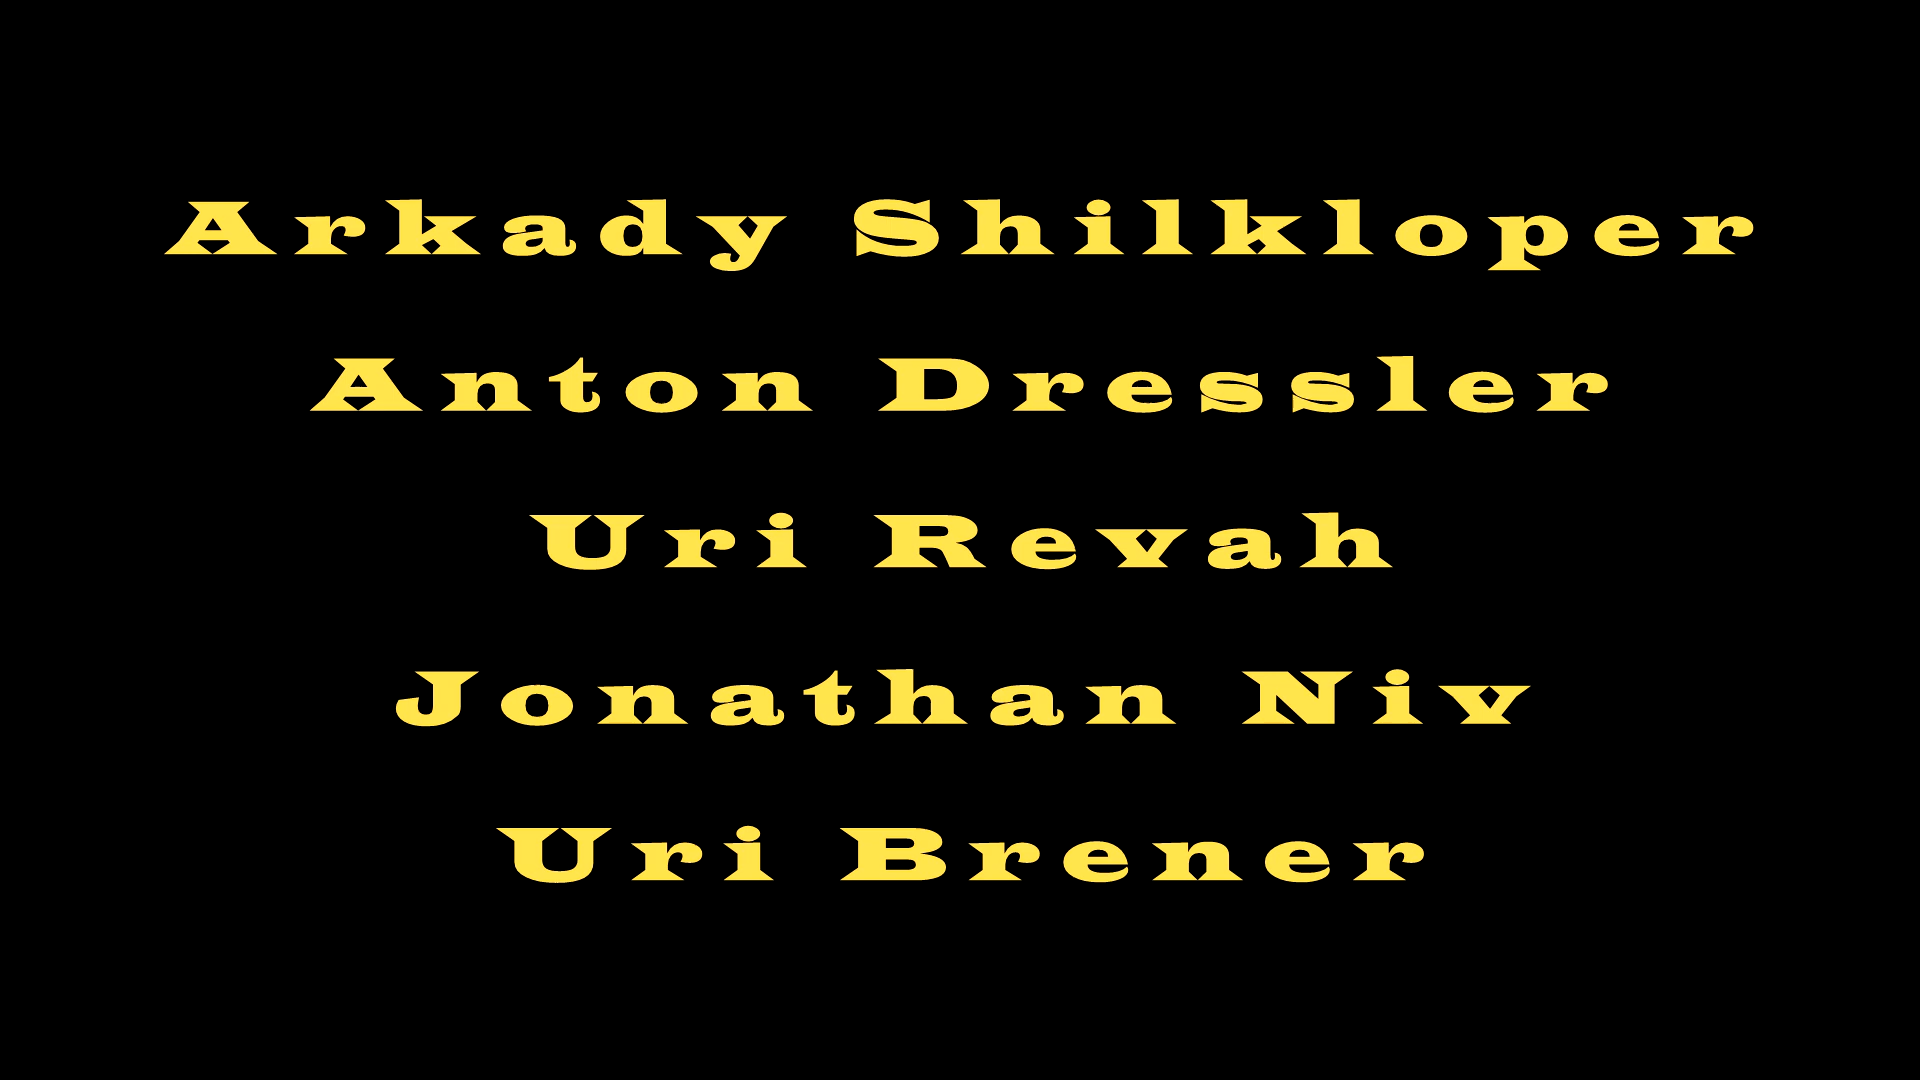 Arkady Shilkloper
Anton Dressler
Uri Revah
Jonathan Niv
Uri Brener